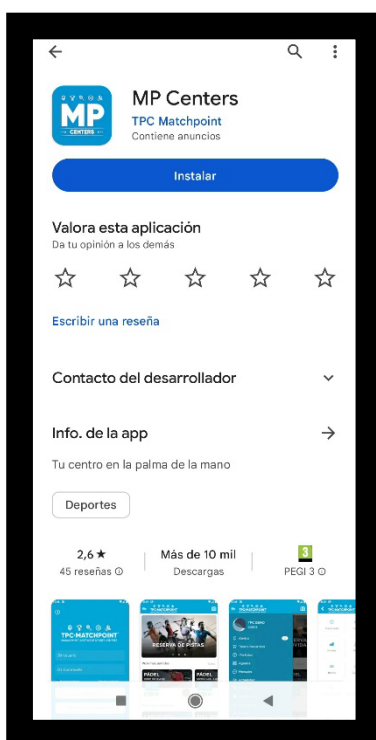 MP Centers
MP
CENTERS
TPC Matchpoint
Contiene anuncios
Instalar
Valora esta aplicación
Da tu opinión a los demás
Escribir una reseña
Contacto del desarrollador
Info. de la app
Tu centro en la palma de la mano
Deportes
2,6★
Más de 10 mil
3
45 reseñas
Descargas
PEGI 3
TPC-MATCHPOINT
RESERVA DE PISTAS
PÁDEL
PÁDEL